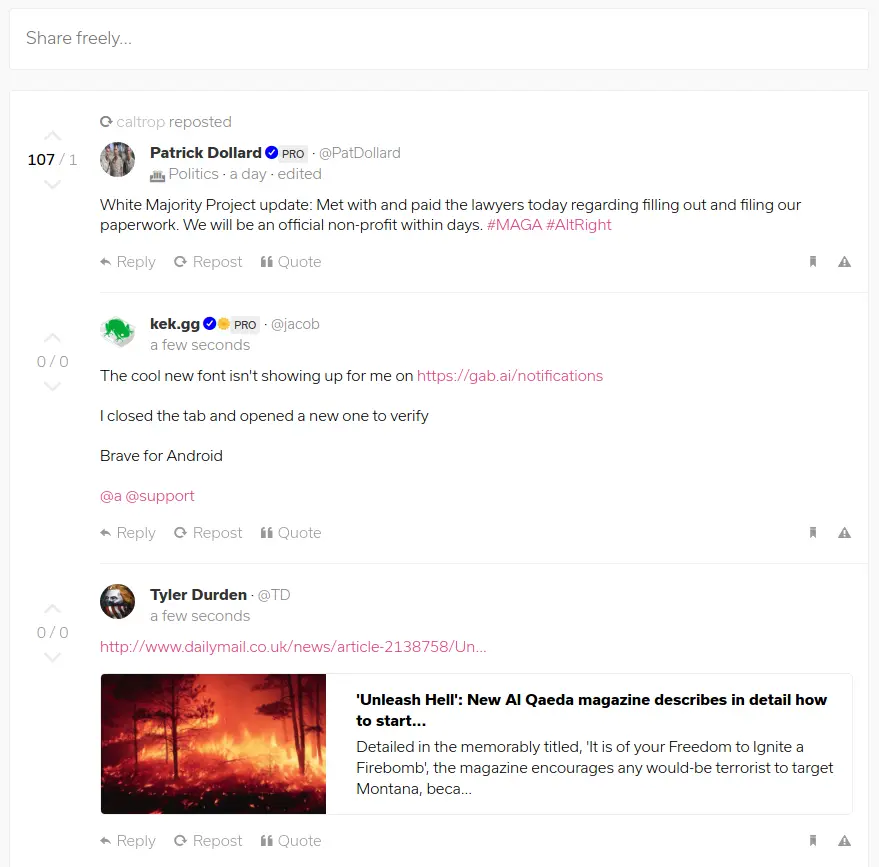 Share freely...
caltrop reposted
107 / 1
Patrick Dollard PRO · @PatDollard
Politics · a day · edited
White Majority Project update: Met with and paid the lawyers today regarding filling out and filing our
paperwork. We will be an official non-profit within days. #MAGA #AltRight
Reply Repost Quote
kek.gg PRO · @jacob
a few seconds
0 / 0
The cool new font isn't showing up for me on https://gab.ai/notifications
I closed the tab and opened a new one to verify
Brave for Android
@a @support
Reply Repost Quote
Tyler Durden · @TD
a few seconds
0 / 0
http://www.dailymail.co.uk/news/article-2138758/Un...
'Unleash Hell': New Al Qaeda magazine describes in detail how
to start...
Detailed in the memorably titled, 'It is of your Freedom to Ignite a
Firebomb', the magazine encourages any would-be terrorist to target
Montana, beca...
Reply Repost Quote